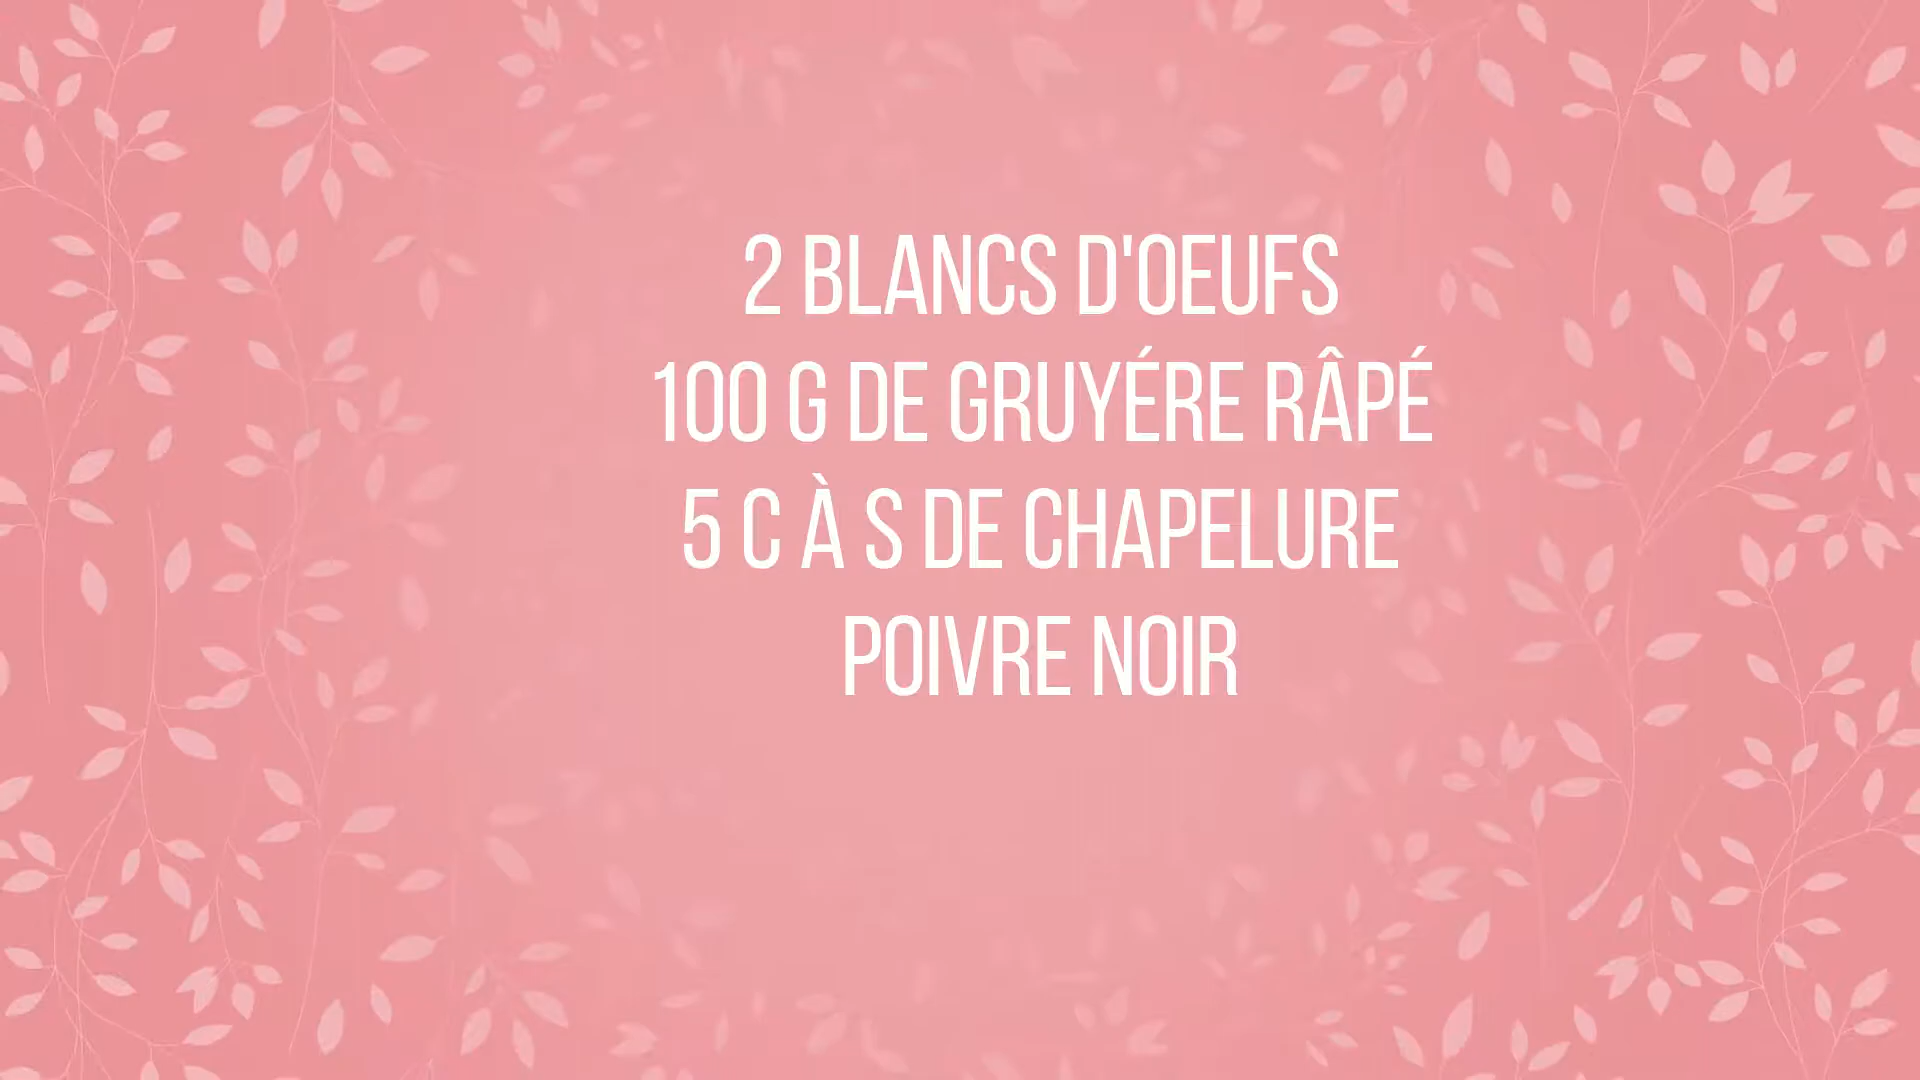 2 BLANCS D'OEUFS
100 G DE GRUYÉRE RÂPÉ
5 C À S DE CHAPELURE
POIVRE NOIR